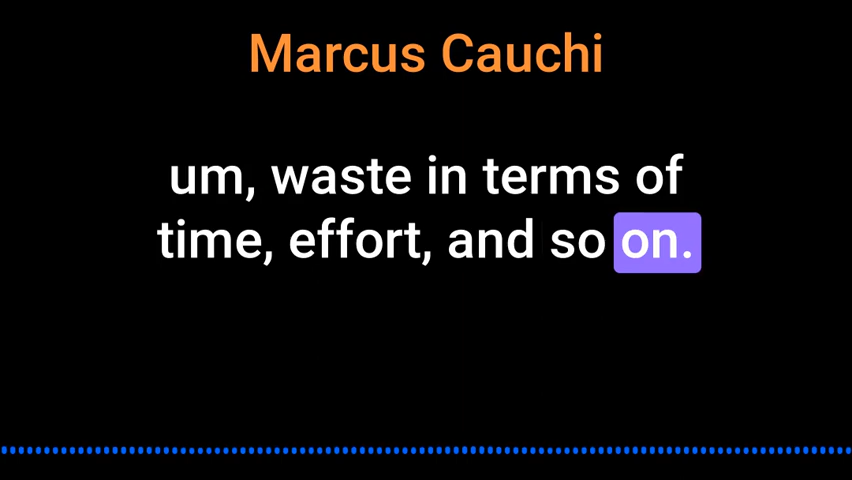 Marcus Cauchi
um, waste in terms of
time, effort, and so on.